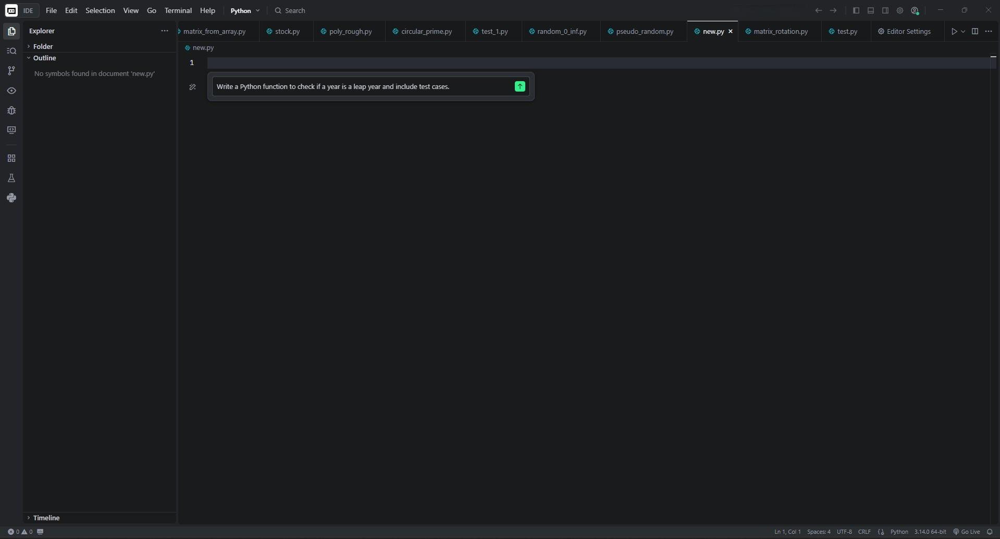 IDE File Edit Selection View Go Terminal Help Python Search
Explorer
matrix_from_array.py stock.py poly_rough.py circular_prime.py test_1.py random_0_inf.py pseudo_random.py new.py matrix_rotation.py test.py Editor Settings
Folder
new.py
Outline
1
No symbols found in document 'new.py'
Write a Python function to check if a year is a leap year and include test cases.
Timeline
0 0 Ln 1, Col 1 Spaces: 4 UTF-8 CRLF Python 3.14.0 64-bit Go Live